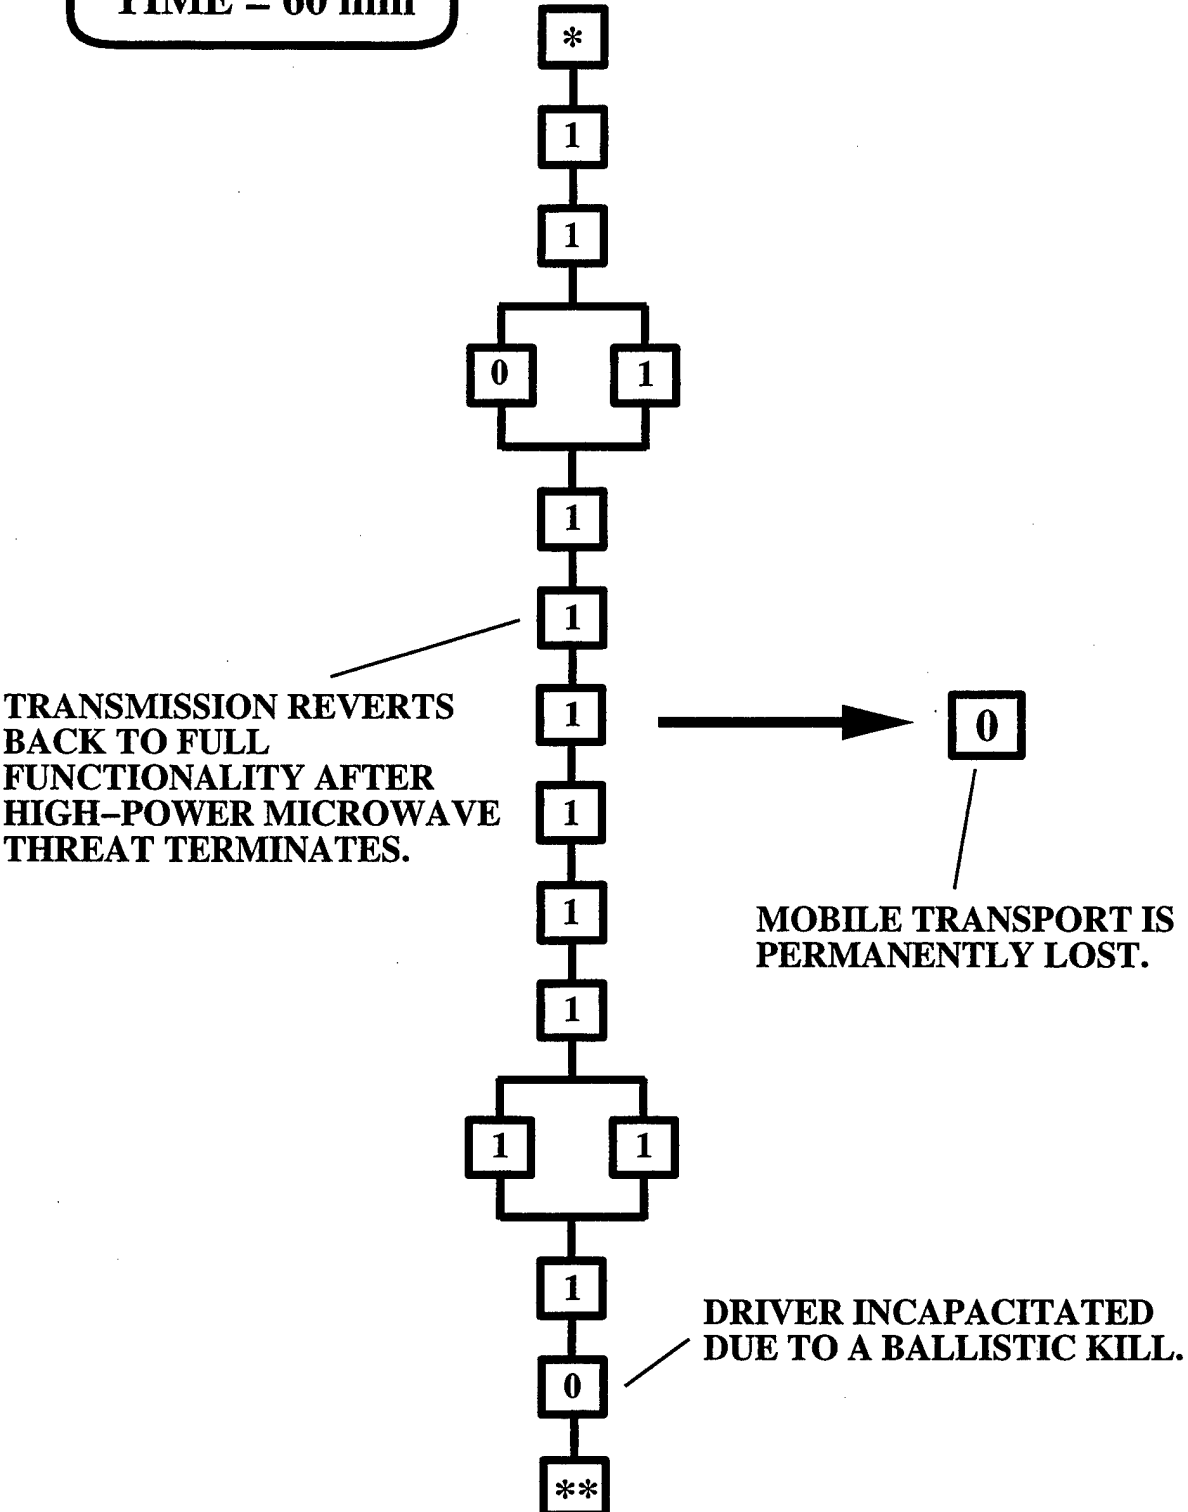 TIME = 60 min
*
1
1
0 1
1
1
1
1
1
1
1 1
1
0
**
TRANSMISSION REVERTS
BACK TO FULL
FUNCTIONALITY AFTER
HIGH–POWER MICROWAVE
THREAT TERMINATES.
0
MOBILE TRANSPORT IS
PERMANENTLY LOST.
DRIVER INCAPACITATED
DUE TO A BALLISTIC KILL.